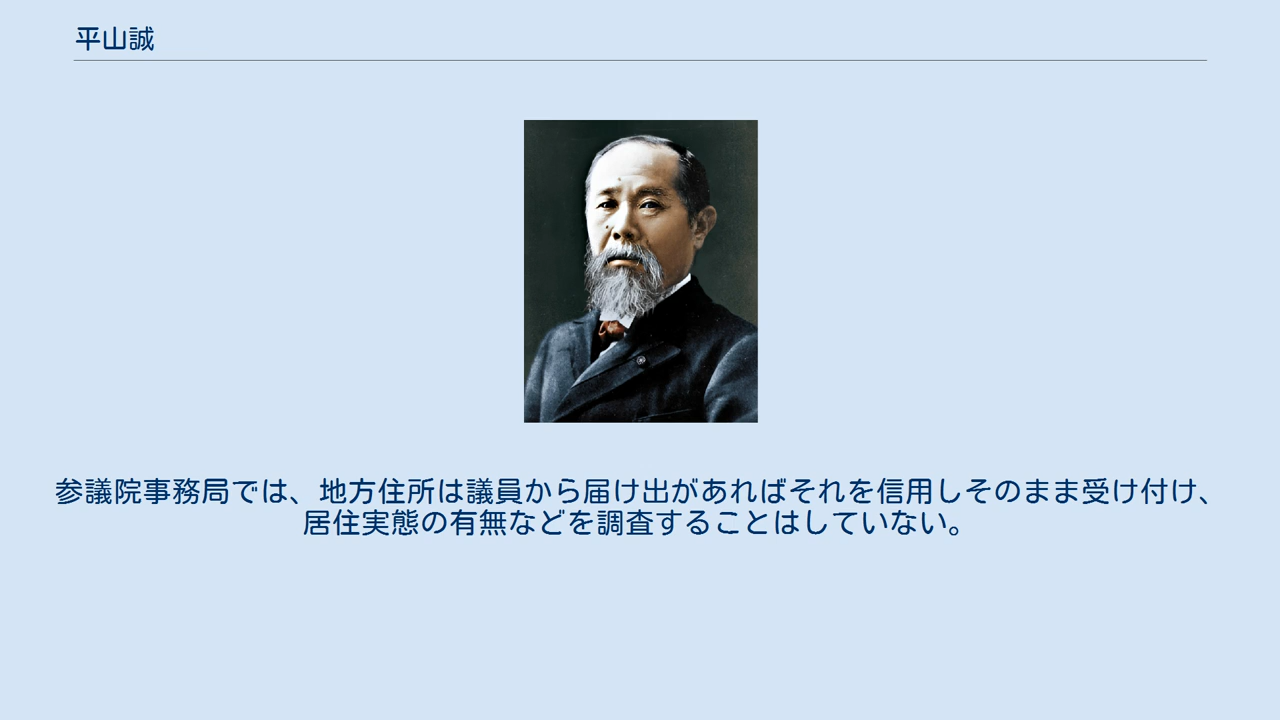 平山誠
参議院事務局では、地方住所は議員から届け出があればそれを信用しそのまま受け付け、
居住実態の有無などを調査することはしていない。